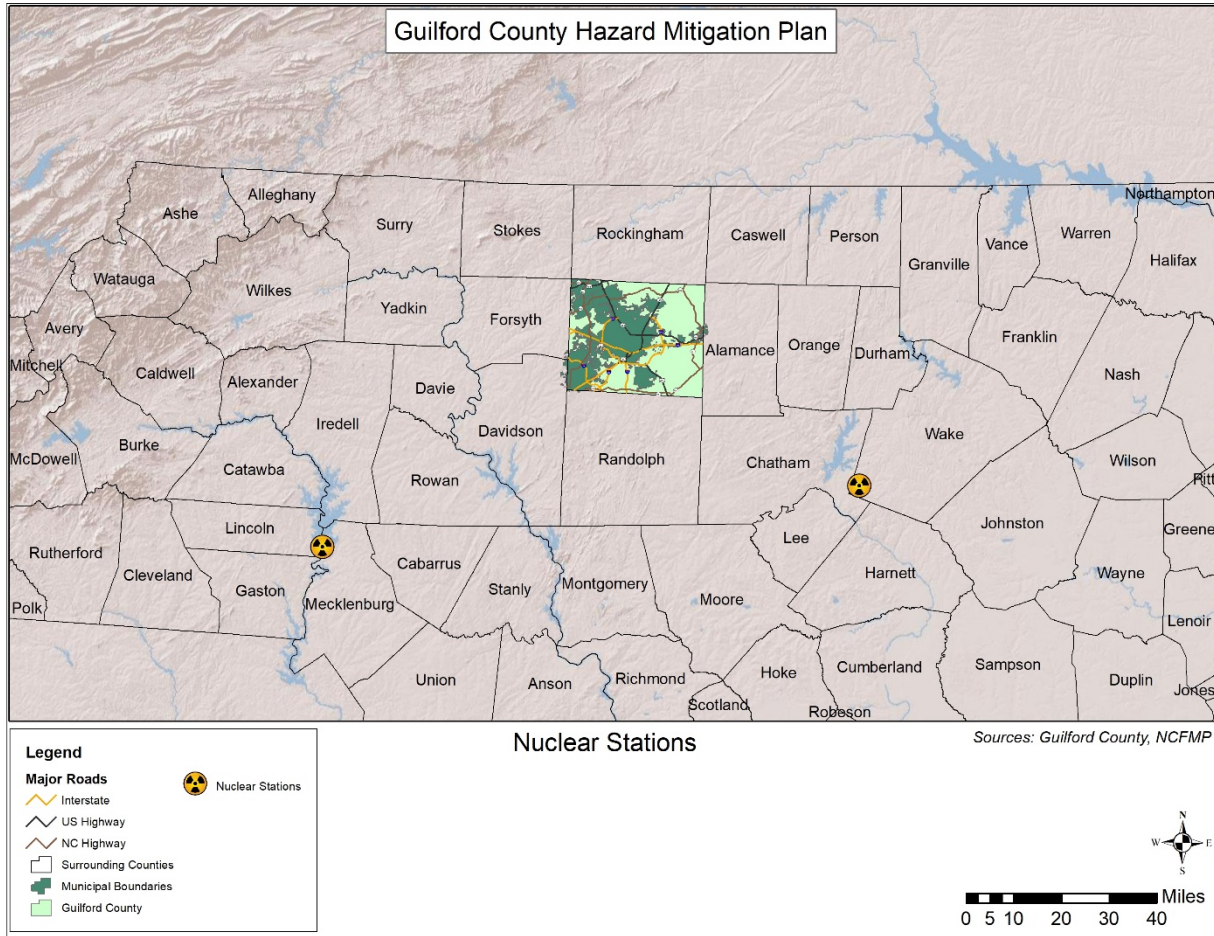 Guilford County Hazard Mitigation Plan
Northampton
Alleghany
Ashe
Surry
Stokes
Rockingham
Caswell
Person
Vance
Warren
Granville
Halifax
Watauga
Wilkes
Yadkin
Forsyth
Avery
Franklin
Alamance
Orange
Durham
Mitchell
Caldwell
Alexander
Davie
Nash
Iredell
Davidson
Wake
Burke
McDowell
Catawba
Rowan
Randolph
Chatham
Wilson
Pitt
Lincoln
Johnston
Greene
Rutherford
Cleveland
Lee
Cabarrus
Harnett
Wayne
Gaston
Stanly
Montgomery
Polk
Mecklenburg
Moore
Lenoir
Union
Anson
Richmond
Hoke
Cumberland
Sampson
Duplin
Jones
Scotland
Robeson
Nuclear Stations
Sources: Guilford County, NCFMP
Legend
Major Roads
Interstate
US Highway
NC Highway
Surrounding Counties
Municipal Boundaries
Guilford County
Nuclear Stations
N
W E
S
Miles
0 5 10 20 30 40